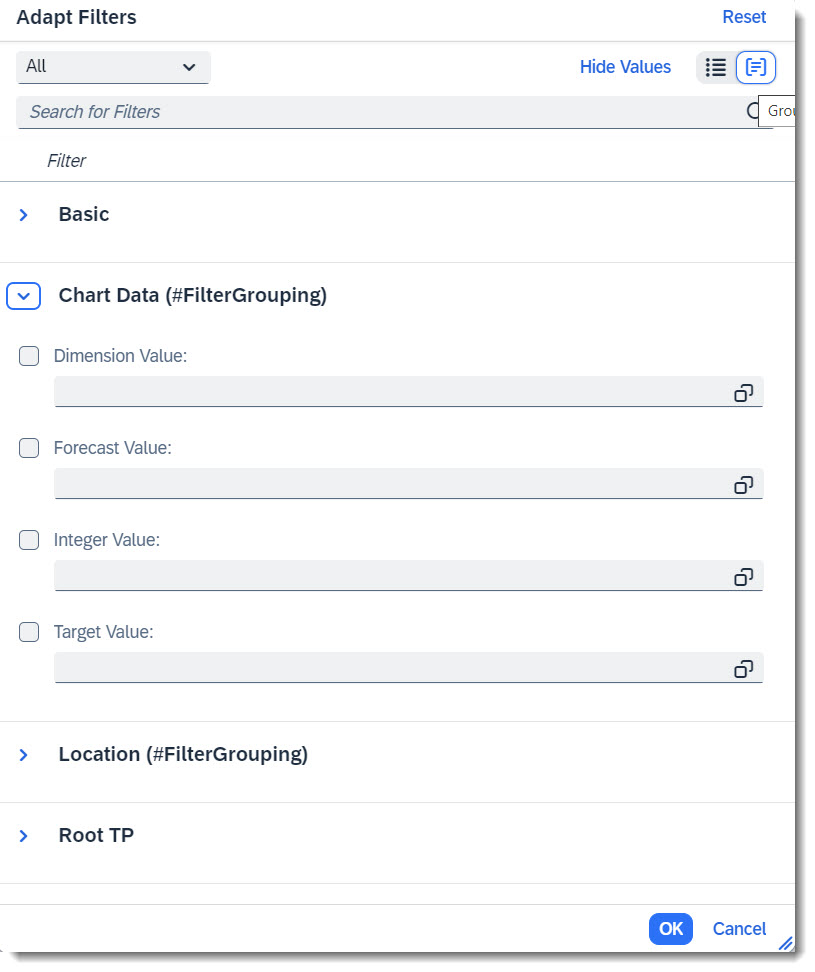 Adapt Filters
Reset
All
Hide Values
Search for Filters
Filter
Basic
Chart Data (#FilterGrouping)
Dimension Value:
Forecast Value:
Integer Value:
Target Value:
Location (#FilterGrouping)
Root TP
OK
Cancel